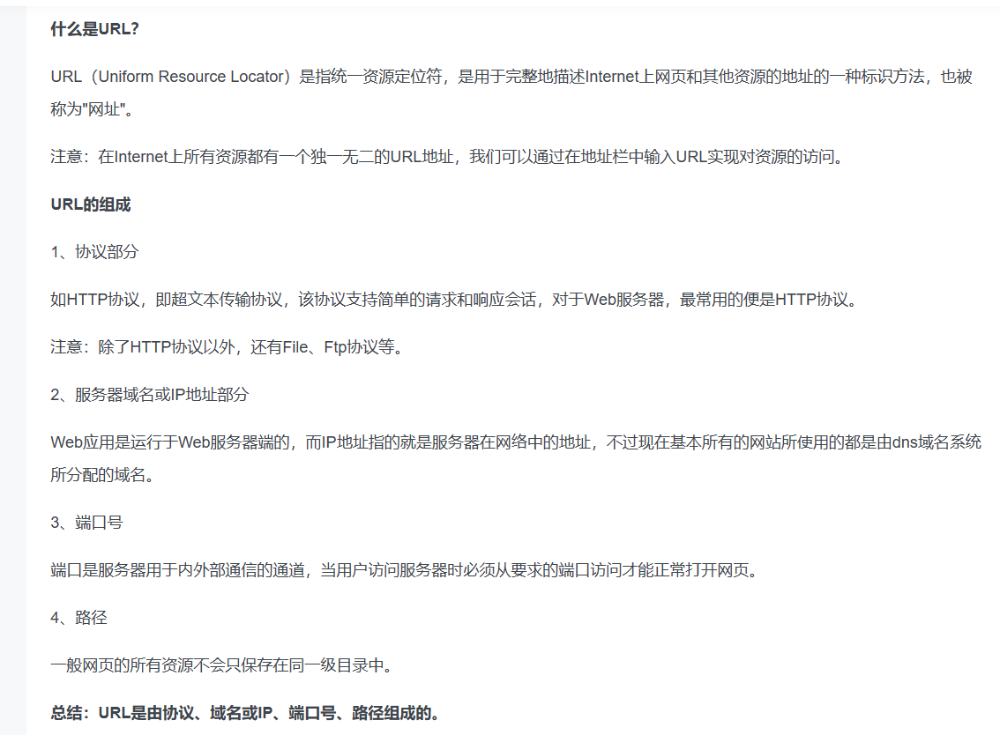 什么是URL？
URL（Uniform Resource Locator）是指统一资源定位符，是用于完整地描述Internet上网页和其他资源的地址的一种标识方法，也被
称为"网址"。
注意：在Internet上所有资源都有一个独一无二的URL地址，我们可以通过在地址栏中输入URL实现对资源的访问。
URL的组成
1、协议部分
如HTTP协议，即超文本传输协议，该协议支持简单的请求和响应会话，对于Web服务器，最常用的便是HTTP协议。
注意：除了HTTP协议以外，还有File、Ftp协议等。
2、服务器域名或IP地址部分
Web应用是运行于Web服务器端的，而IP地址指的就是服务器在网络中的地址，不过现在基本所有的网站所使用的都是由dns域名系统
所分配的域名。
3、端口号
端口是服务器用于内外部通信的通道，当用户访问服务器时必须从要求的端口访问才能正常打开网页。
4、路径
一般网页的所有资源不会只保存在同一级目录中。
总结：URL是由协议、域名或IP、端口号、路径组成的。